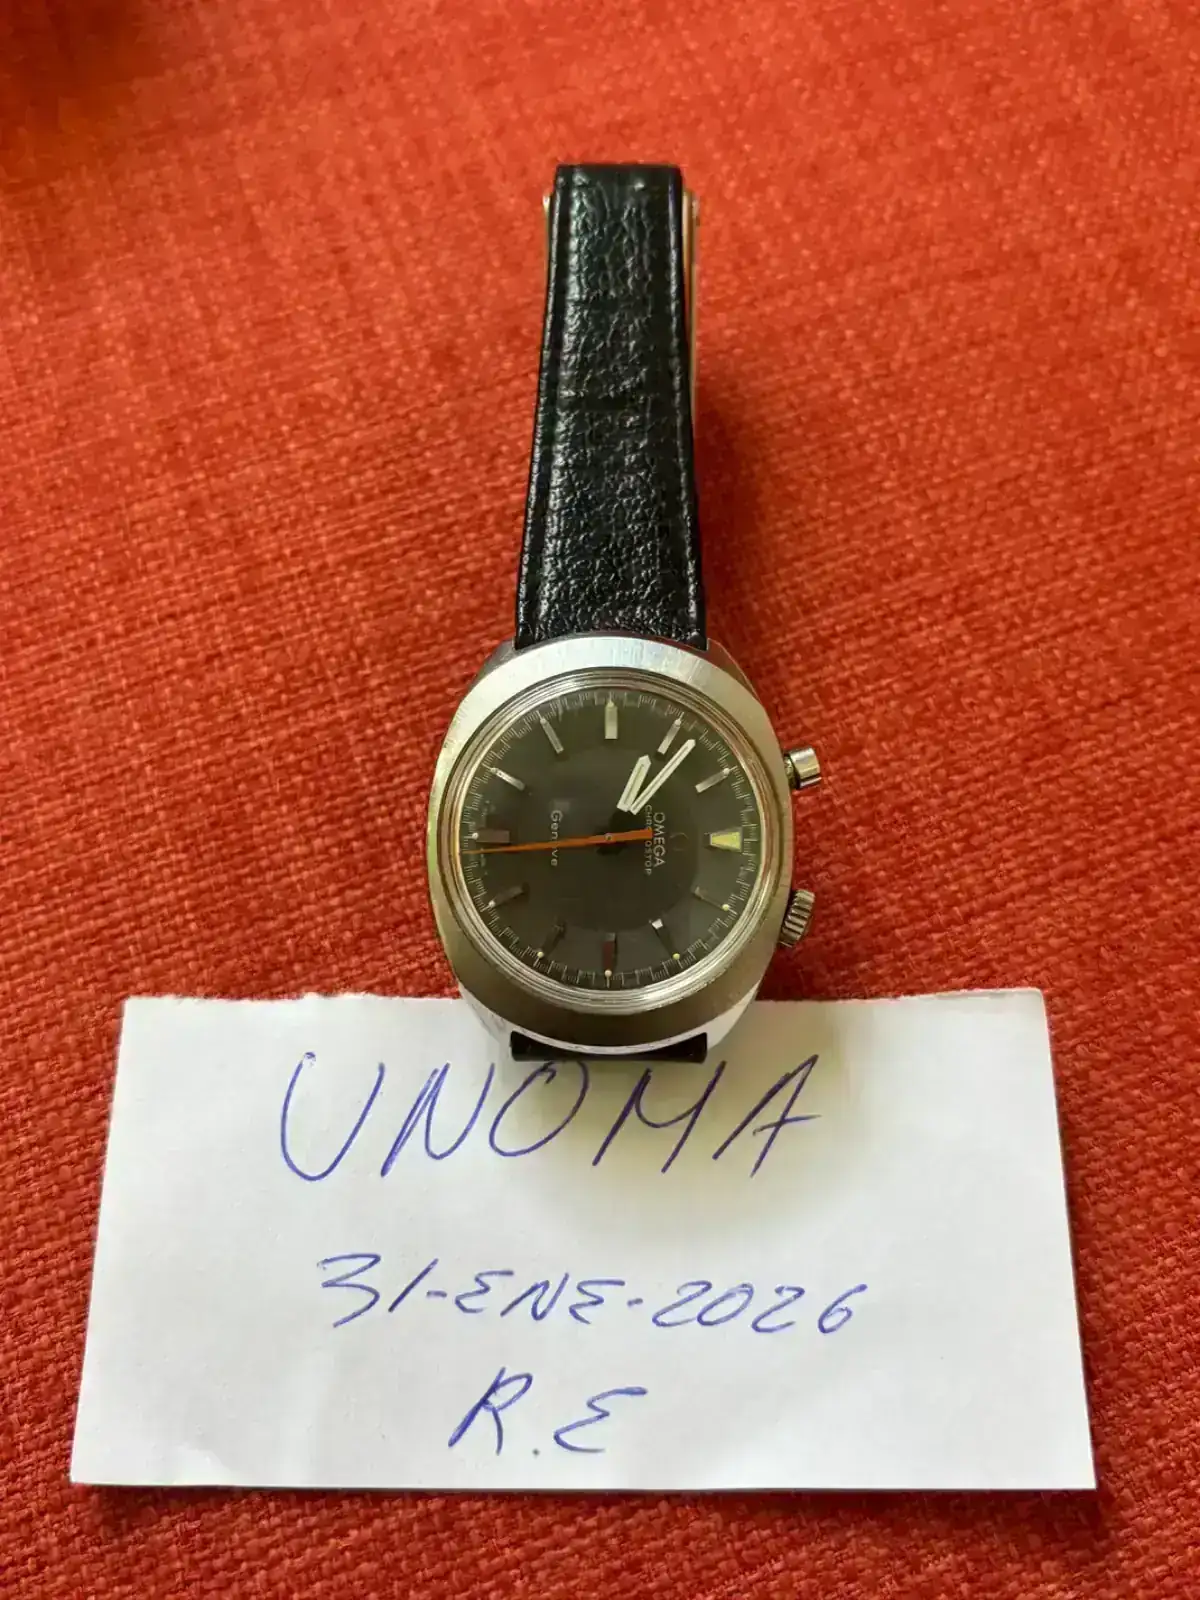 OMEGA
CHRONOSTOP
Genève
UNOMA
31-ENE-2026
R.E